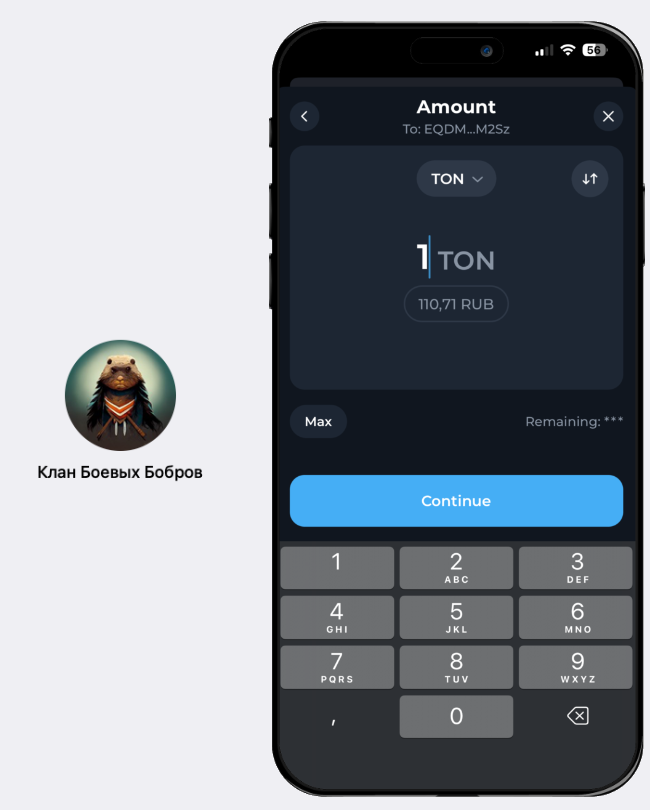 56
Amount
To: EQDM...M2Sz
TON
1 TON
110,71 RUB
Max
Remaining: ***
Continue
1
2
ABC
3
DEF
4
GHI
5
JKL
6
MNO
7
PQRS
8
TUV
9
WXYZ
,
0
Клан Боевых Бобров